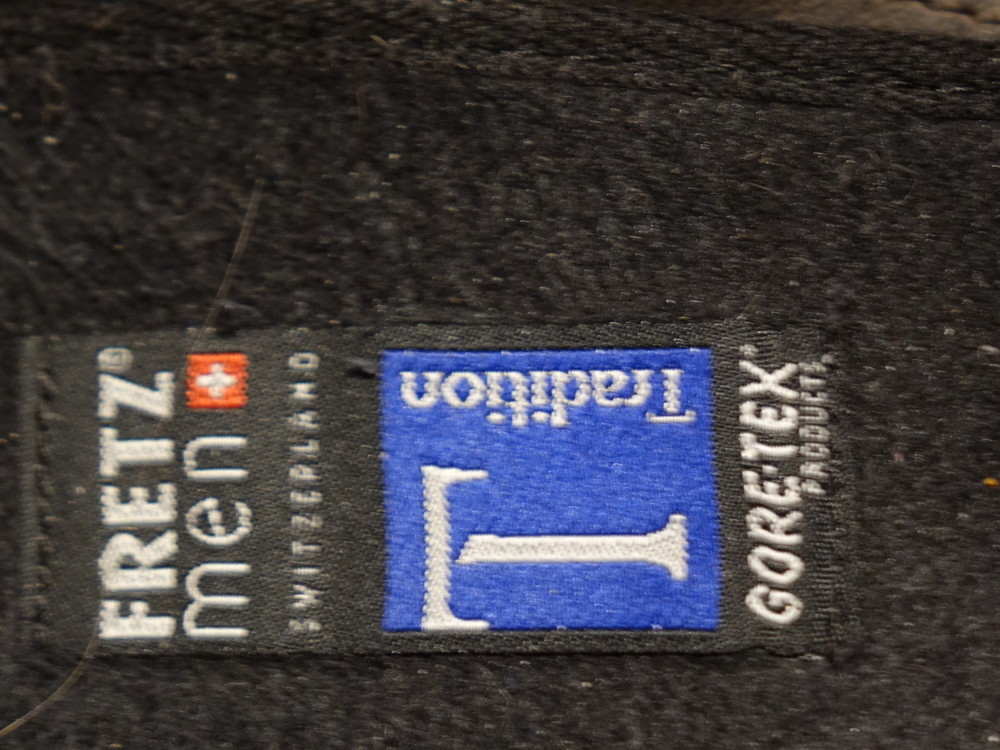 FRETZ®
men
SWITZERLAND
T
Tradition
GORE-TEX®
PRODUCTS